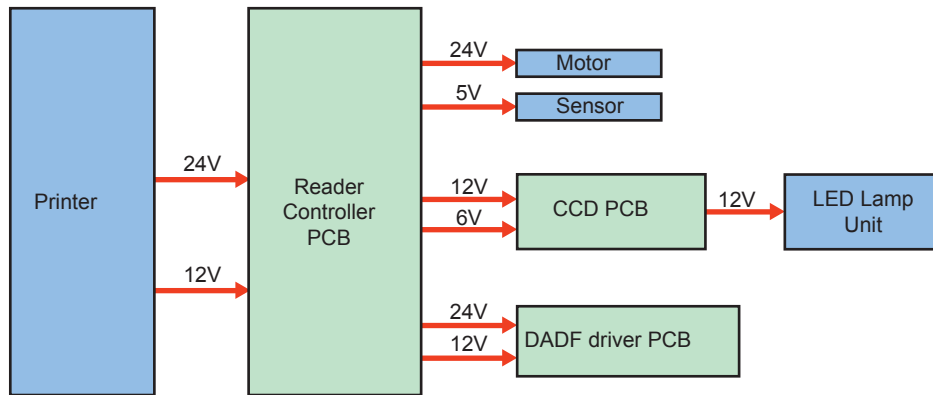 24V
Motor
5V
Sensor
24V
Printer
12V
Reader
Controller
PCB
12V
6V
CCD PCB
12V
LED Lamp
Unit
24V
12V
DADF driver PCB